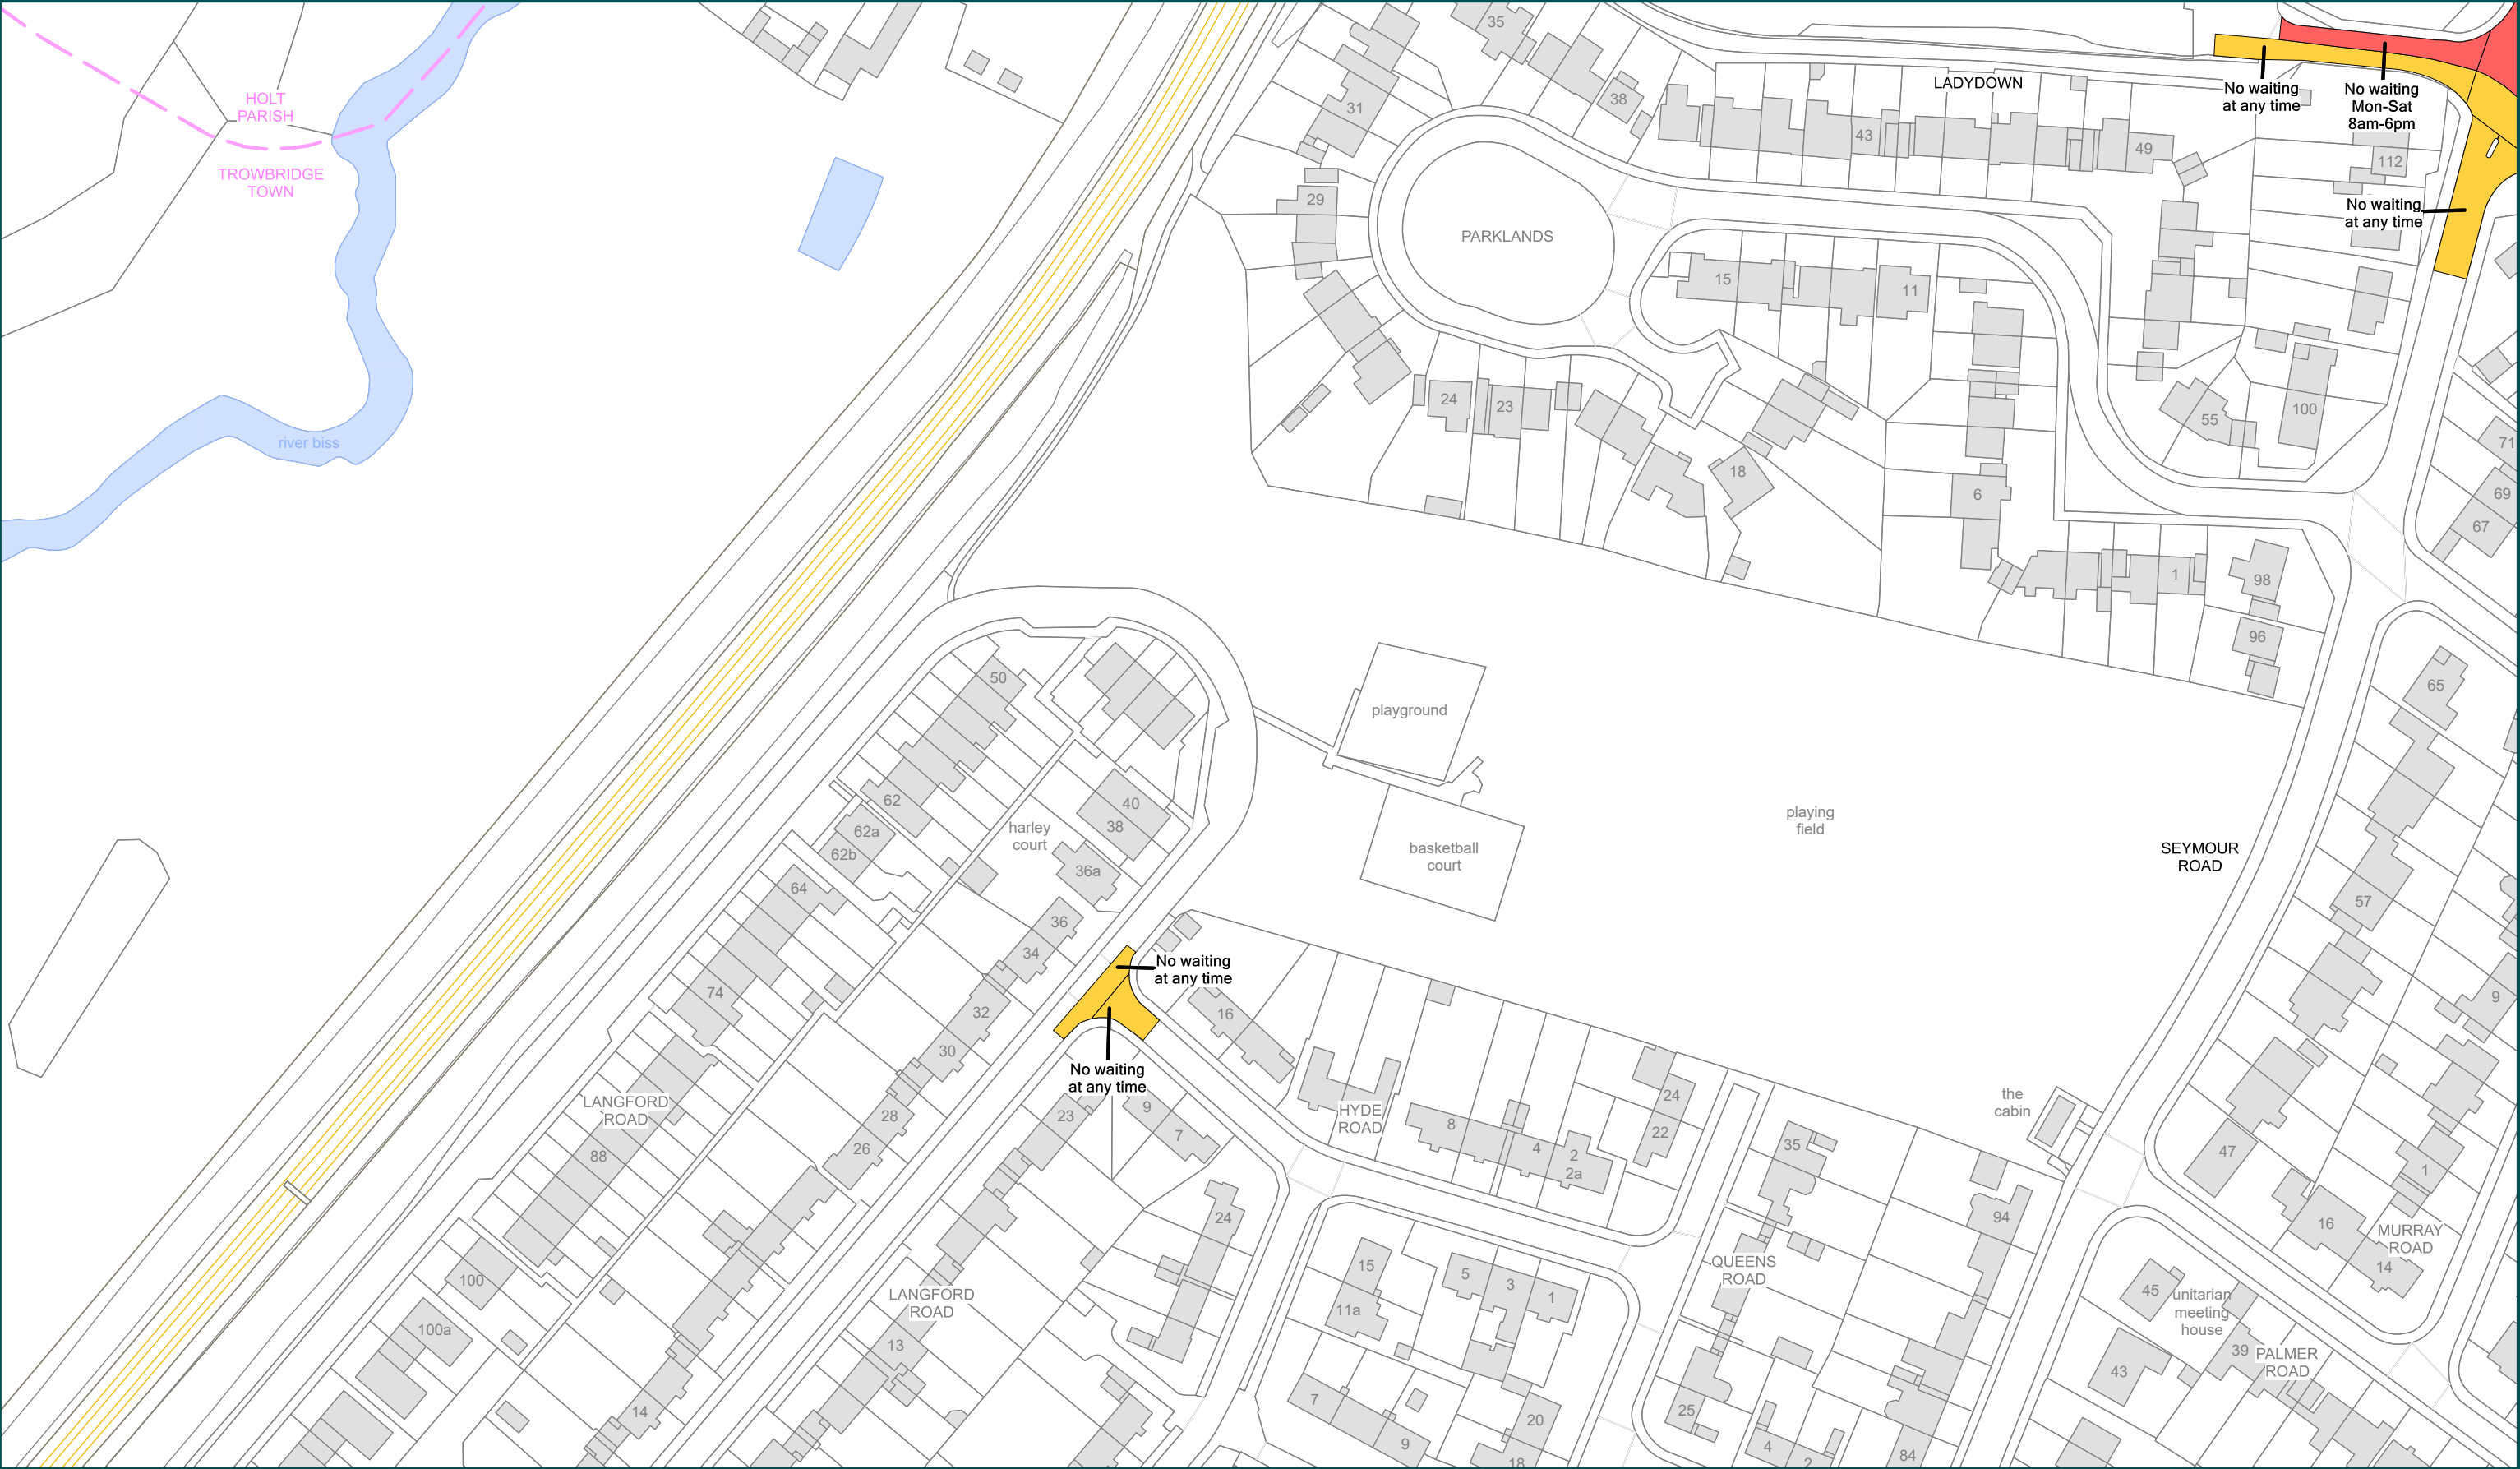 35
LADYDOWN
38
31
HOLT
PARISH
No waiting
at any time
No waiting
Mon-Sat
8am-6pm
43
49
112
TROWBRIDGE
TOWN
29
No waiting
at any time
PARKLANDS
15
11
24
23
55
100
river biss
71
18
6
69
67
1
98
96
50
65
playground
62
40
38
harley
court
62a
62b
playing
field
basketball
court
SEYMOUR
ROAD
36a
64
57
36
34
No waiting
at any time
74
32
16
9
30
No waiting
at any time
LANGFORD
ROAD
28
23
9
7
HYDE
ROAD
8
4
2
2a
24
22
the
cabin
35
88
26
47
1
24
94
16
MURRAY
ROAD
14
100
LANGFORD
ROAD
15
11a
5
3
1
QUEENS
ROAD
45
unitarian
meeting
house
100a
13
43
39
PALMER
ROAD
14
7
9
20
18
25
4
2
84